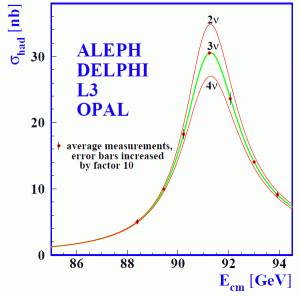 σhad [nb]
30
20
10
0
ALEPH
DELPHI
L3
OPAL
2ν
3ν
4ν
average measurements,
error bars increased
by factor 10
86 88 90 92 94
Ecm [GeV]